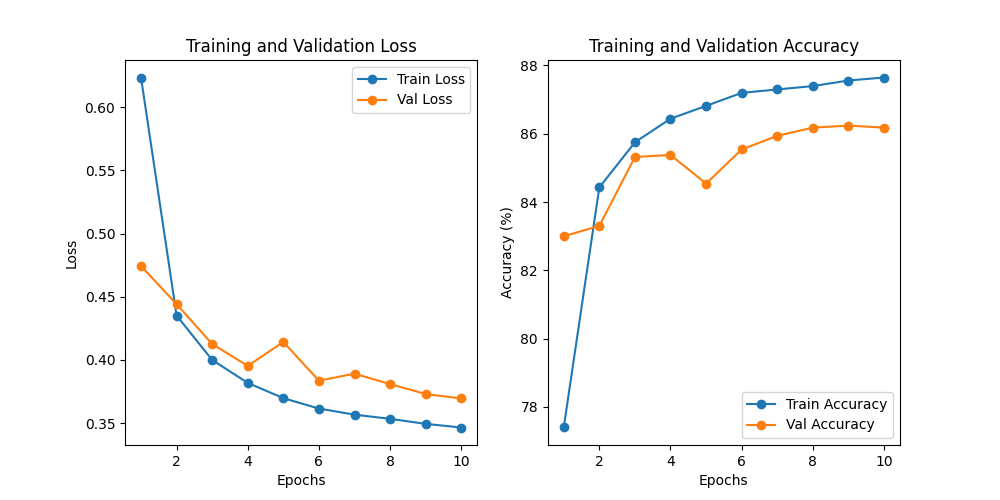 Training and Validation Loss
Train Loss
Val Loss
0.60
0.55
0.50
0.45
0.40
0.35
Loss
2
4
6
8
10
Epochs
Training and Validation Accuracy
88
86
84
82
80
78
Accuracy (%)
Train Accuracy
Val Accuracy
2
4
6
8
10
Epochs